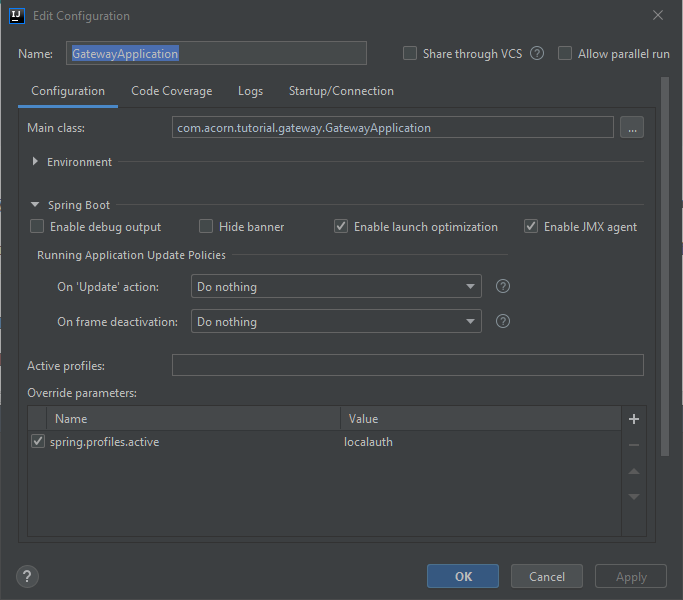 IJ Edit Configuration
Name: GatewayApplication Share through VCS ? Allow parallel run
Configuration Code Coverage Logs Startup/Connection
Main class: com.acorn.tutorial.gateway.GatewayApplication ...
Environment
Spring Boot
Enable debug output Hide banner Enable launch optimization Enable JMX agent
Running Application Update Policies
On 'Update' action: Do nothing ?
On frame deactivation: Do nothing ?
Active profiles:
Override parameters:
Name Value
spring.profiles.active localauth
? OK Cancel Apply